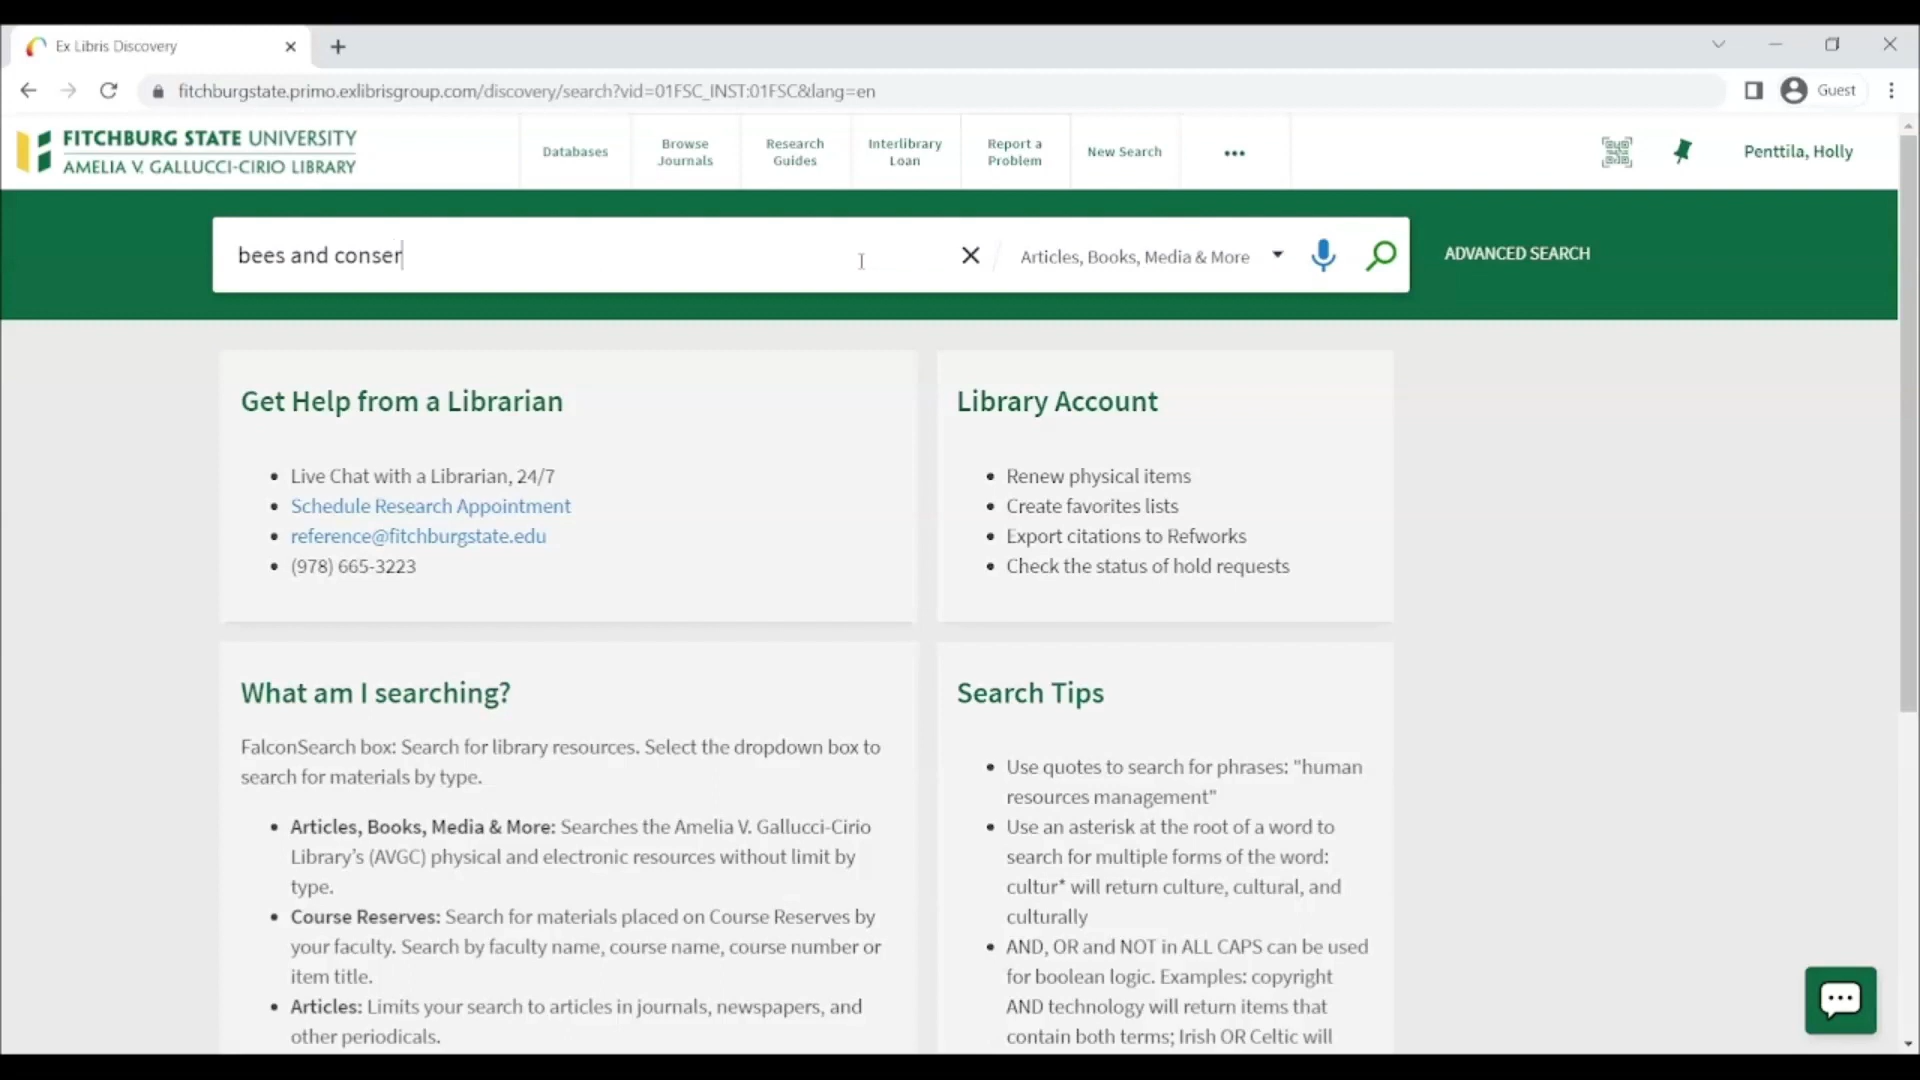 Ex Libris Discovery
fitchburgstate.primo.exlibrisgroup.com/discovery/search?vid=01FSC_INST:01FSC&lang=en
Guest
FITCHBURG STATE UNIVERSITY
AMELIA V. GALLUCCI-CIRIO LIBRARY
Databases
Browse
Journals
Research
Guides
Interlibrary
Loan
Report a
Problem
New Search
Penttila, Holly
bees and conser
Articles, Books, Media & More
ADVANCED SEARCH
Get Help from a Librarian
• Live Chat with a Librarian, 24/7
• Schedule Research Appointment
• reference@fitchburgstate.edu
• (978) 665-3223
Library Account
• Renew physical items
• Create favorites lists
• Export citations to Refworks
• Check the status of hold requests
What am I searching?
FalconSearch box: Search for library resources. Select the dropdown box to
search for materials by type.
• Articles, Books, Media & More: Searches the Amelia V. Gallucci-Cirio
Library's (AVGC) physical and electronic resources without limit by
type.
• Course Reserves: Search for materials placed on Course Reserves by
your faculty. Search by faculty name, course name, course number or
item title.
• Articles: Limits your search to articles in journals, newspapers, and
other periodicals.
Search Tips
• Use quotes to search for phrases: "human
resources management"
• Use an asterisk at the root of a word to
search for multiple forms of the word:
cultur* will return culture, cultural, and
culturally
• AND, OR and NOT in ALL CAPS can be used
for boolean logic. Examples: copyright
AND technology will return items that
contain both terms; Irish OR Celtic will